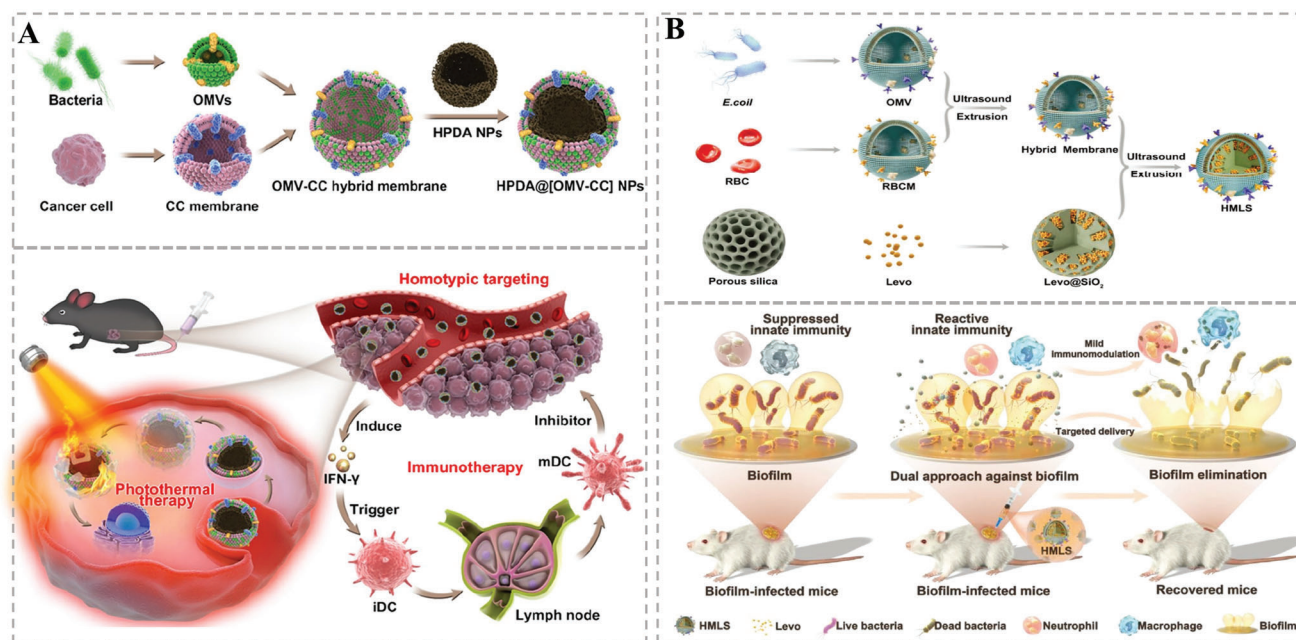 A
Bacteria
OMVs
HPDA NPs
Cancer cell
CC membrane
OMV-CC hybrid membrane
HPDA@[OMV-CC] NPs
Homotypic targeting
Induce
IFN-γ
Trigger
Immunotherapy
Inhibitor
mDC
Photothermal
therapy
iDC
Lymph node
B
E.coil
OMV
Ultrasound
Extrusion
RBC
RBCM
Hybrid Membrane
Ultrasound
Extrusion
HMLS
Porous silica
Levo
Levo@SiO₂
Suppressed
innate immunity
Reactive
innate immunity
Mild
immunomodulation
Targeted delivery
Biofilm
Dual approach against biofilm
Biofilm elimination
HMLS
Biofilm-infected mice
Biofilm-infected mice
Recovered mice
HMLS
Levo
Live bacteria
Dead bacteria
Neutrophil
Macrophage
Biofilm